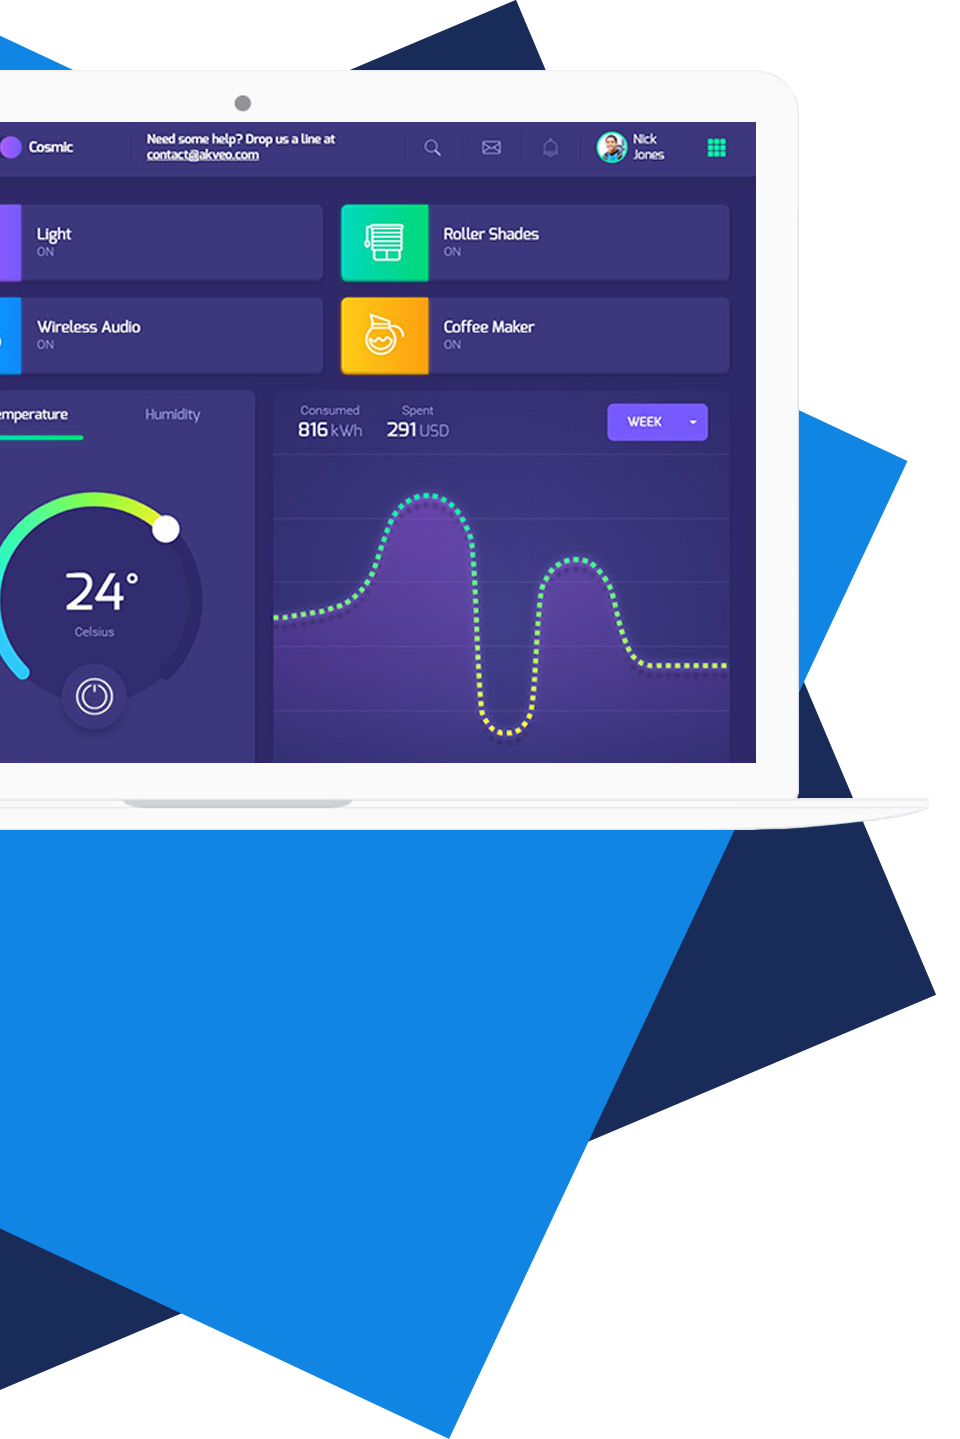 Cosmic
Need some help? Drop us a line at
contact@akveo.com
Nick
Jones
Light
ON
Roller Shades
ON
Wireless Audio
ON
Coffee Maker
ON
emperature
Humidity
Consumed
816 kWh
Spent
291 USD
WEEK
24°
Celsius